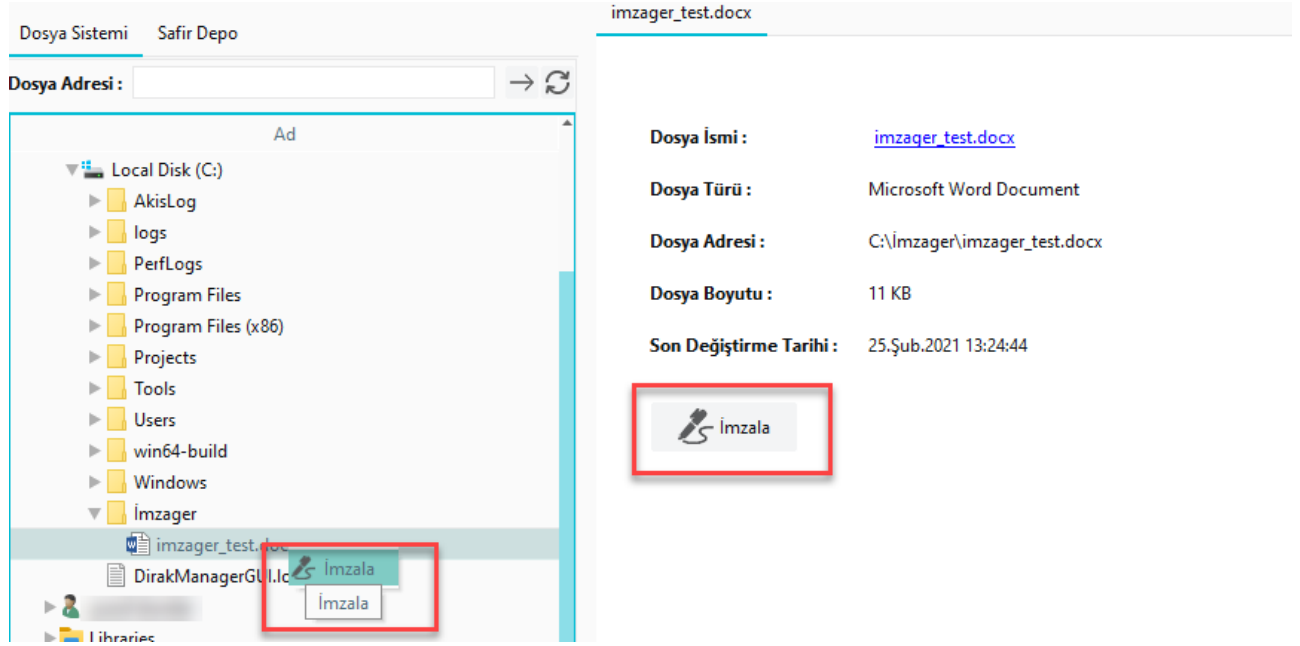 Dosya Sistemi Safir Depo
Dosya Adresi :
Ad
Local Disk (C:)
AkisLog
logs
PerfLogs
Program Files
Program Files (x86)
Projects
Tools
Users
win64-build
Windows
İmzager
imzager_test.doc
İmzala
DirakManagerGUI.lo
İmzala
Libraries
imzager_test.docx
Dosya İsmi : imzager_test.docx
Dosya Türü : Microsoft Word Document
Dosya Adresi : C:\İmzager\imzager_test.docx
Dosya Boyutu : 11 KB
Son Değiştirme Tarihi : 25.Şub.2021 13:24:44
İmzala